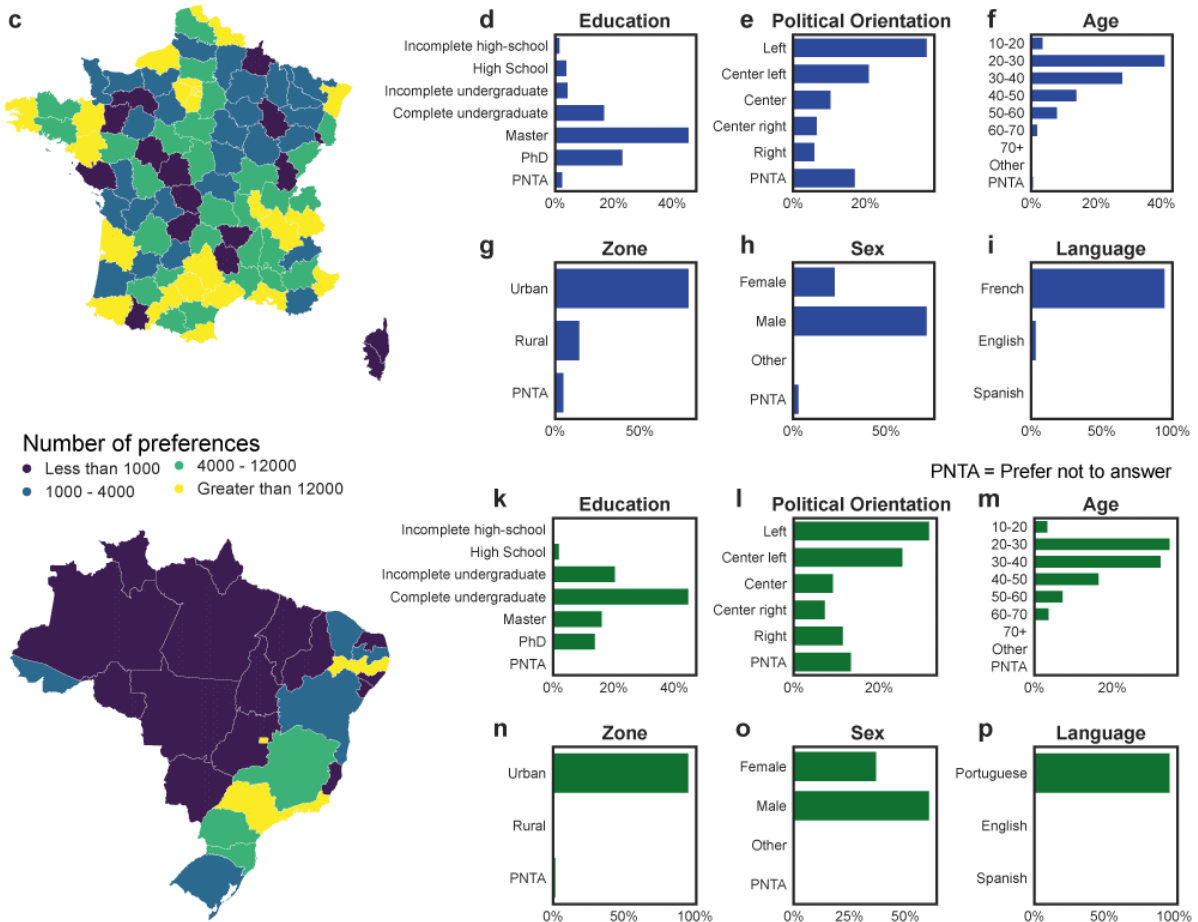 c
d Education
Incomplete high-school
High School
Incomplete undergraduate
Complete undergraduate
Master
PhD
PNTA
0% 20% 40%
e Political Orientation
Left
Center left
Center
Center right
Right
PNTA
0% 20%
f Age
10-20
20-30
30-40
40-50
50-60
60-70
70+
Other
PNTA
0% 20% 40%
g Zone
Urban
Rural
PNTA
50%
h Sex
Female
Male
Other
PNTA
0% 50%
i Language
French
English
Spanish
0% 50% 100%
Number of preferences
Less than 1000
1000 - 4000
4000 - 12000
Greater than 12000
PNTA = Prefer not to answer
k Education
Incomplete high-school
High School
Incomplete undergraduate
Complete undergraduate
Master
PhD
PNTA
0% 20% 40%
l Political Orientation
Left
Center left
Center
Center right
Right
PNTA
0% 20%
m Age
10-20
20-30
30-40
40-50
50-60
60-70
70+
Other
PNTA
0% 20%
n Zone
Urban
Rural
PNTA
0% 50% 100%
o Sex
Female
Male
Other
PNTA
0% 25% 50%
p Language
Portuguese
English
Spanish
0% 50% 100%